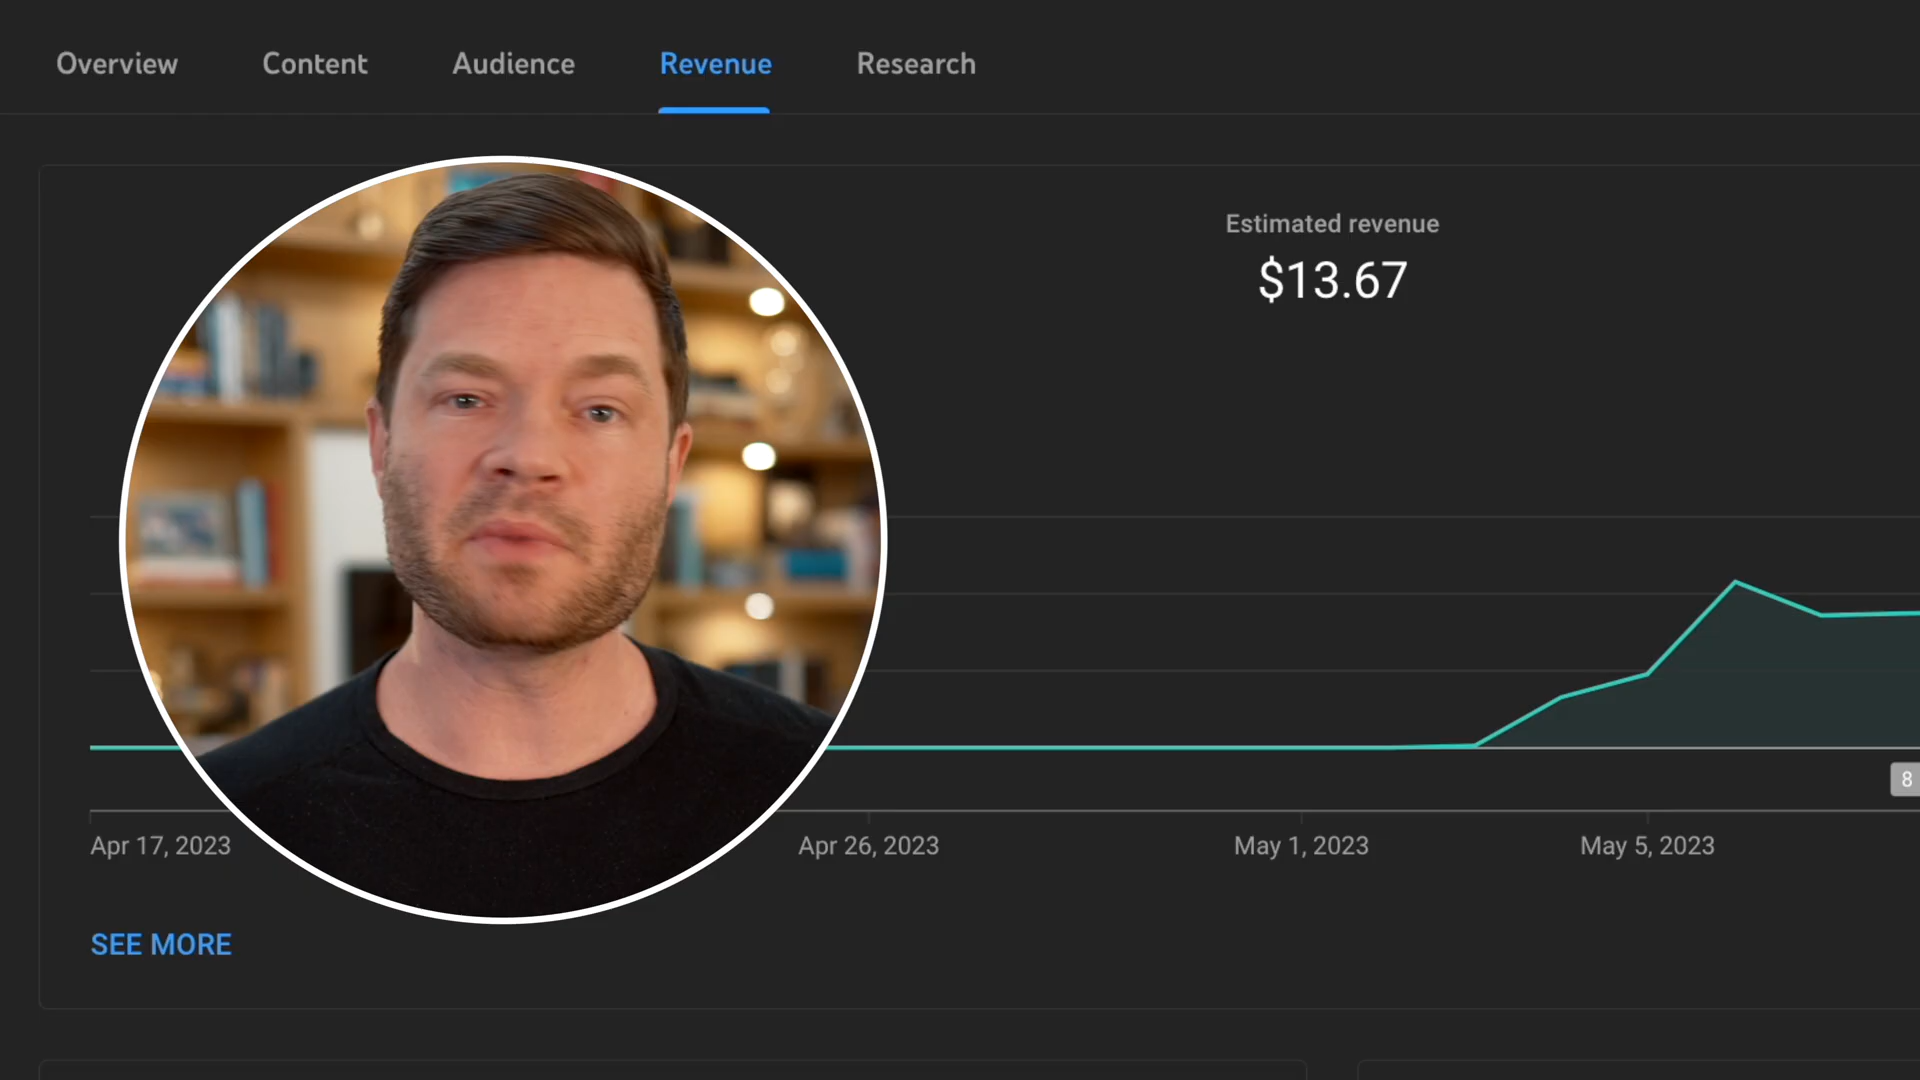 Overview Content Audience Revenue Research
Estimated revenue
$13.67
8
Apr 17, 2023 Apr 26, 2023 May 1, 2023 May 5, 2023
SEE MORE